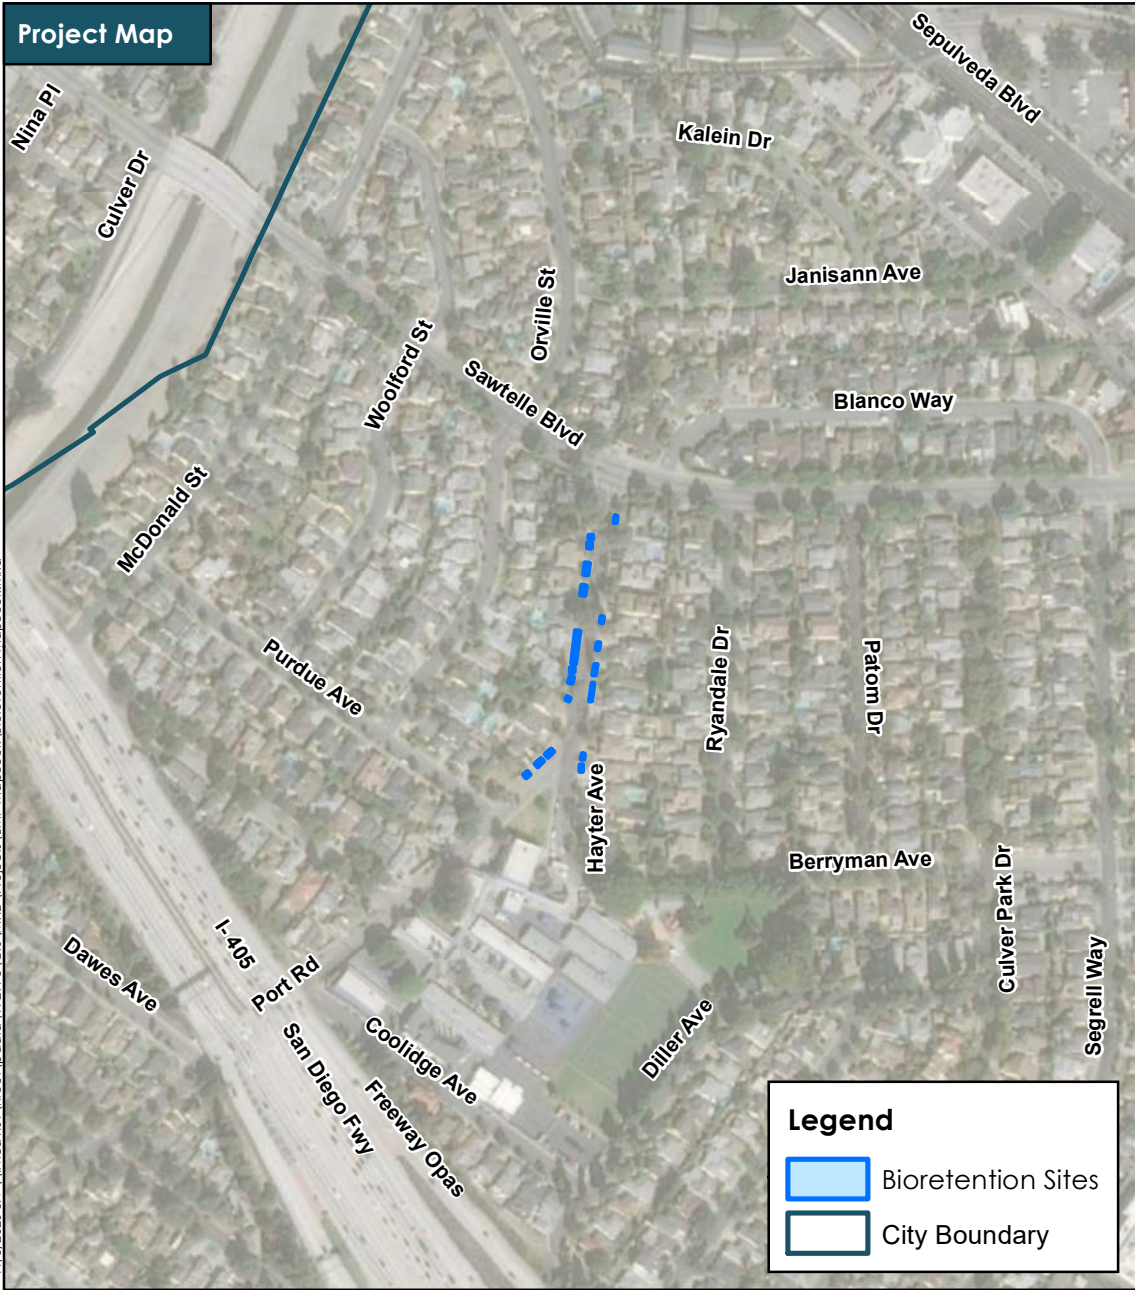 Project Map
Sepulveda Blvd
Nina Pl
Kalein Dr
Culver Dr
Janisann Ave
Orville St
Woolford St
Sawtelle Blvd
Blanco Way
McDonald St
Purdue Ave
Ryandale Dr
Patom Dr
Hayter Ave
Berryman Ave
Culver Park Dr
I-405
Dawes Ave
Port Rd
Segrell Way
Diller Ave
Coolidge Ave
San Diego Fwy
Freeway Opas
Legend
Bioretention Sites
City Boundary